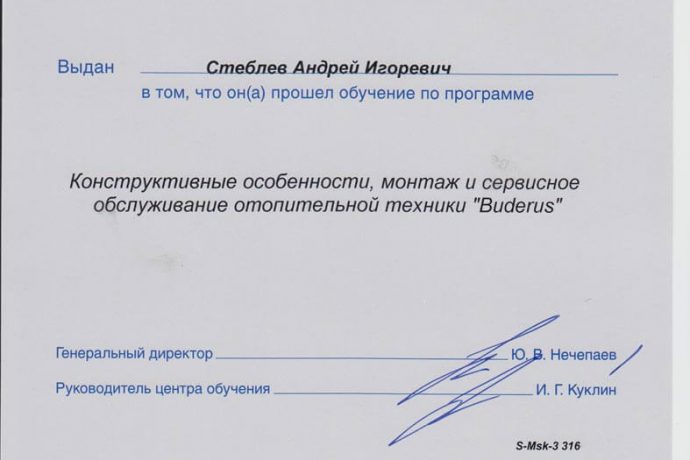 Выдан Стеблев Андрей Игоревич
в том, что он(а) прошел обучение по программе
Конструктивные особенности, монтаж и сервисное
обслуживание отопительной техники "Buderus"
Генеральный директор Ю. В. Нечепаев
Руководитель центра обучения И. Г. Куклин
S-Msk-3 316